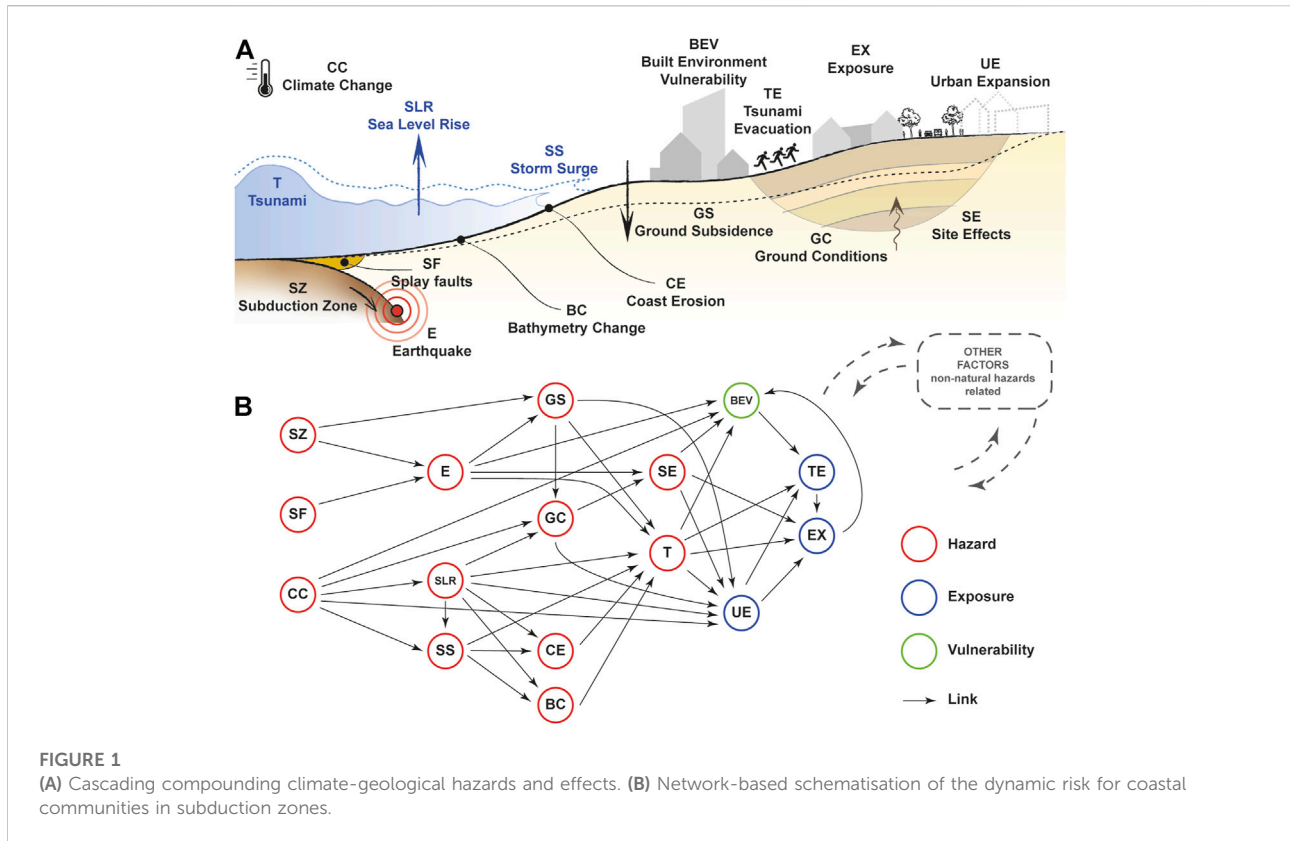 A
CC
Climate Change
SLR
Sea Level Rise
T
Tsunami
SS
Storm Surge
BEV
Built Environment
Vulnerability
TE
Tsunami
Evacuation
EX
Exposure
UE
Urban Expansion
GS
Ground Subsidence
SE
Site Effects
GC
Ground Conditions
SF
Splay faults
SZ
Subduction Zone
CE
Coast Erosion
BC
Bathymetry Change
E
Earthquake
OTHER
FACTORS
non-natural hazards
related
B
SZ
SF
CC
E
SLR
SS
GS
GC
CE
BC
SE
T
BEV
UE
TE
EX
Hazard
Exposure
Vulnerability
Link
FIGURE 1
(A) Cascading compounding climate-geological hazards and effects. (B) Network-based schematisation of the dynamic risk for coastal
communities in subduction zones.